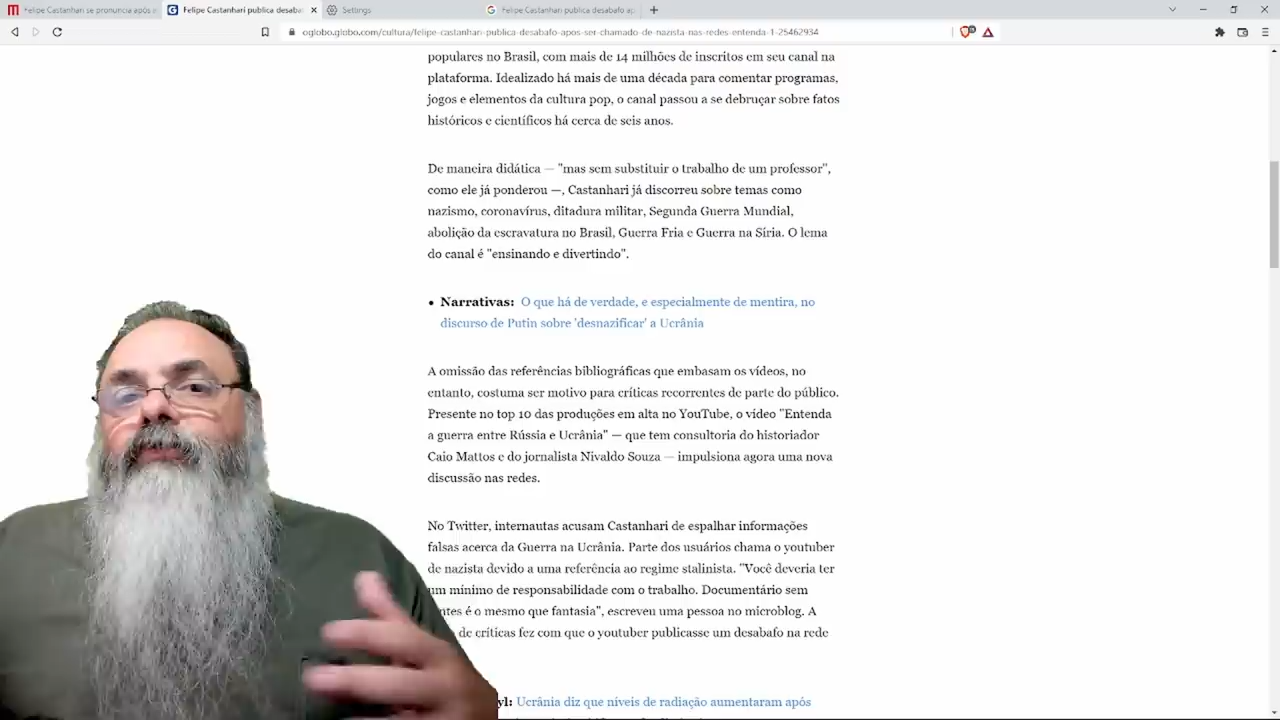 Felipe Castanhari se pronuncia após a
Felipe Castanhari publica desaba
Settings
Felipe Castanhari publica desabafo ap
oglobo.globo.com/cultura/felipe-castanhari-publica-desabafo-apos-ser-chamado-de-nazista-nas-redes-entenda-1-25462934
populares no Brasil, com mais de 14 milhões de inscritos em seu canal na
plataforma. Idealizado há mais de uma década para comentar programas,
jogos e elementos da cultura pop, o canal passou a se debruçar sobre fatos
históricos e científicos há cerca de seis anos.
De maneira didática — "mas sem substituir o trabalho de um professor",
como ele já ponderou —, Castanhari já discorreu sobre temas como
nazismo, coronavírus, ditadura militar, Segunda Guerra Mundial,
abolição da escravatura no Brasil, Guerra Fria e Guerra na Síria. O lema
do canal é "ensinando e divertindo".
• Narrativas: O que há de verdade, e especialmente de mentira, no
discurso de Putin sobre 'desnazificar' a Ucrânia
A omissão das referências bibliográficas que embasam os vídeos, no
entanto, costuma ser motivo para críticas recorrentes de parte do público.
Presente no top 10 das produções em alta no YouTube, o vídeo "Entenda
a guerra entre Rússia e Ucrânia" — que tem consultoria do historiador
Caio Mattos e do jornalista Nivaldo Souza — impulsiona agora uma nova
discussão nas redes.
No Twitter, internautas acusam Castanhari de espalhar informações
falsas acerca da Guerra na Ucrânia. Parte dos usuários chama o youtuber
de nazista devido a uma referência ao regime stalinista. "Você deveria ter
um mínimo de responsabilidade com o trabalho. Documentário sem
ntes é o mesmo que fantasia", escreveu uma pessoa no microblog. A
de críticas fez com que o youtuber publicasse um desabafo na rede
yl: Ucrânia diz que níveis de radiação aumentaram após